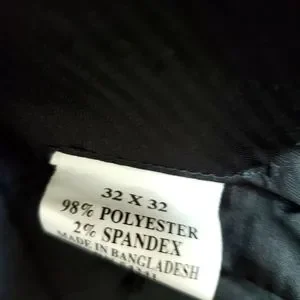 32 X 32
98% POLYESTER
2% SPANDEX
MADE IN BANGLADESH